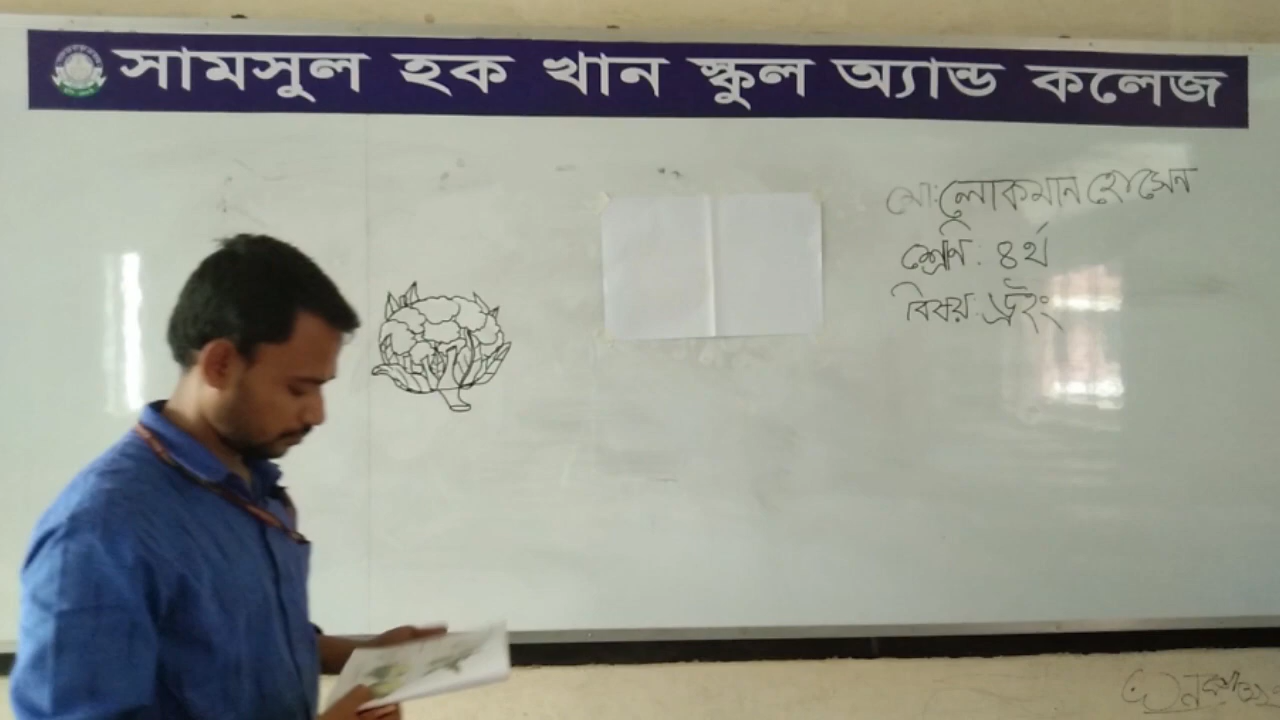 সামসুল হক খান স্কুল অ্যান্ড কলেজ
মো: লোকমান হোসেন
শ্রেণি : ৪র্থ
বিষয় : ড্রইং